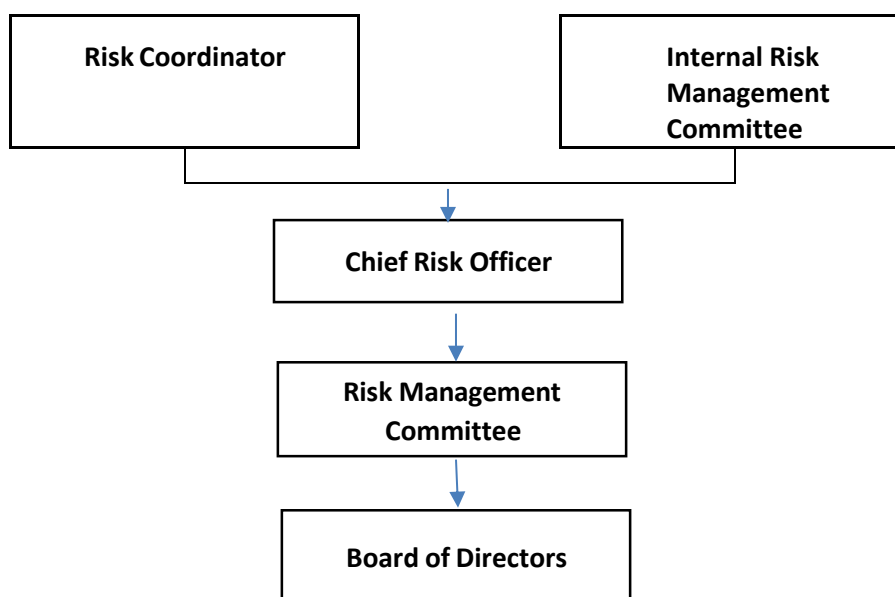 Risk Coordinator
Internal Risk
Management
Committee
Chief Risk Officer
Risk Management
Committee
Board of Directors